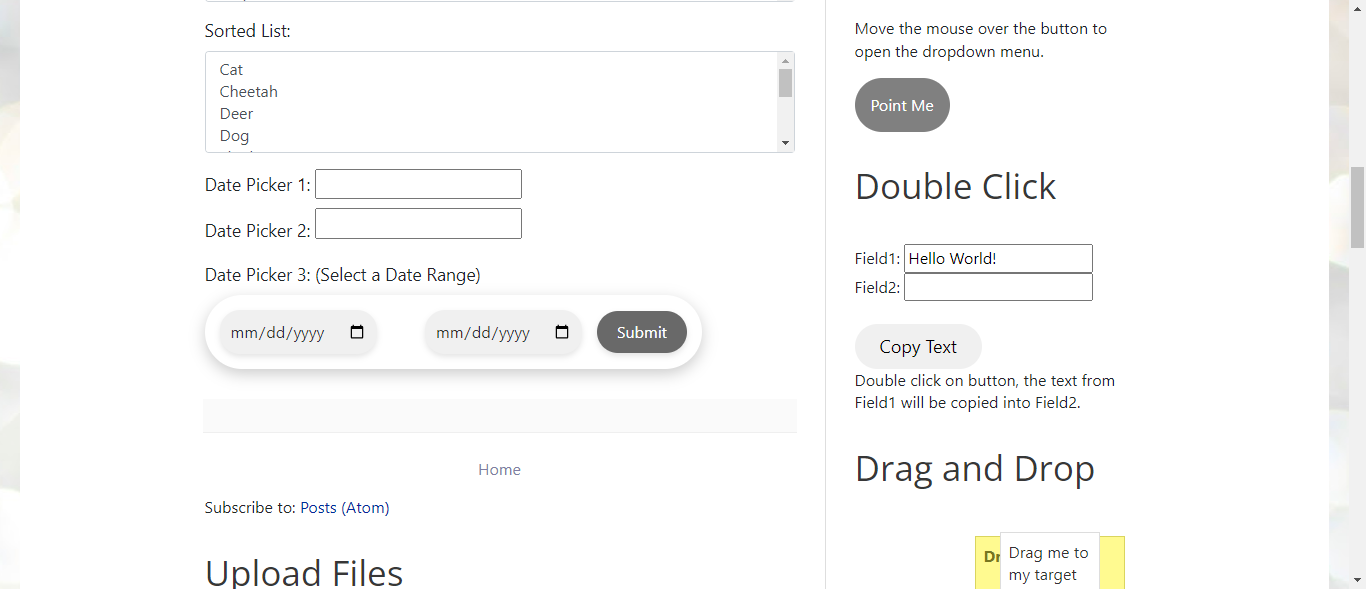 Sorted List:
Cat
Cheetah
Deer
Dog
Date Picker 1:
Date Picker 2:
Date Picker 3: (Select a Date Range)
mm/dd/yyyy
mm/dd/yyyy
Submit
Home
Subscribe to: Posts (Atom)
Upload Files
Move the mouse over the button to
open the dropdown menu.
Point Me
Double Click
Field1: Hello World!
Field2:
Copy Text
Double click on button, the text from
Field1 will be copied into Field2.
Drag and Drop
Drag me to
my target